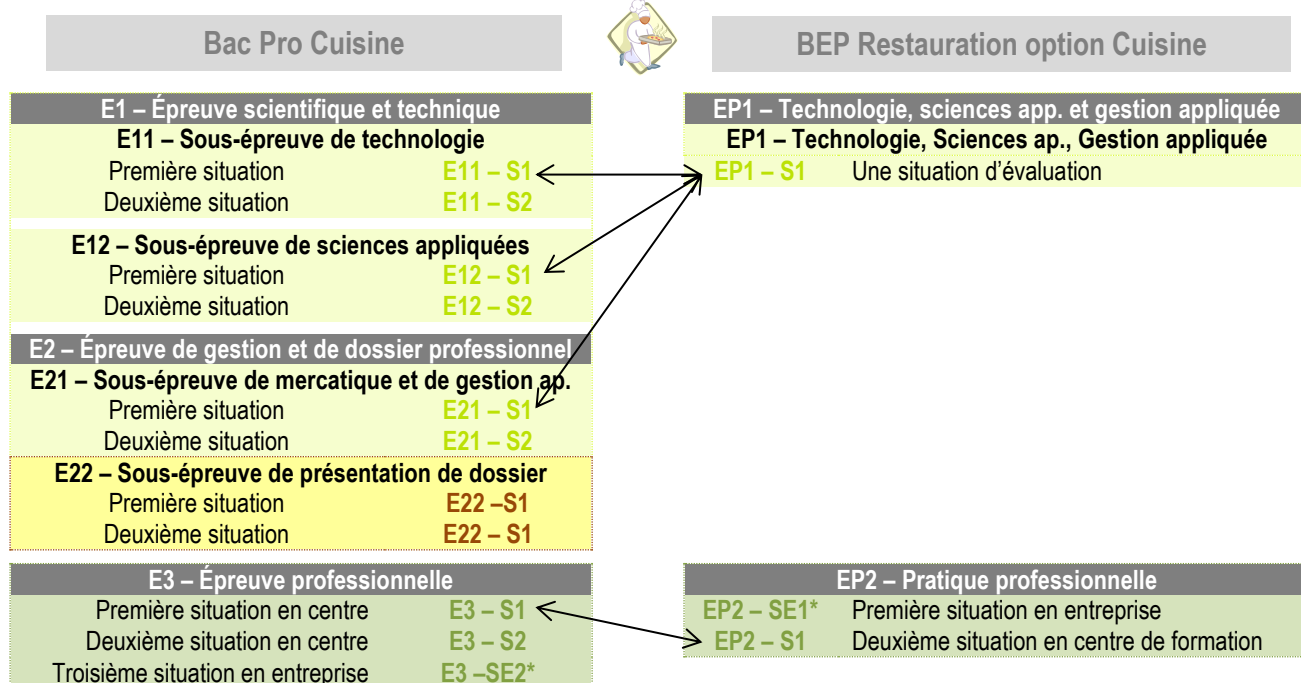 Bac Pro Cuisine
BEP Restauration option Cuisine
E1 – Épreuve scientifique et technique
E11 – Sous-épreuve de technologie
Première situation E11 – S1
Deuxième situation E11 – S2
E12 – Sous-épreuve de sciences appliquées
Première situation E12 – S1
Deuxième situation E12 – S2
E2 – Épreuve de gestion et de dossier professionnel
E21 – Sous-épreuve de mercatique et de gestion ap.
Première situation E21 – S1
Deuxième situation E21 – S2
E22 – Sous-épreuve de présentation de dossier
Première situation E22 –S1
Deuxième situation E22 – S1
E3 – Épreuve professionnelle
Première situation en centre E3 – S1
Deuxième situation en centre E3 – S2
Troisième situation en entreprise E3 –SE2*
EP1 – Technologie, sciences app. et gestion appliquée
EP1 – Technologie, Sciences ap., Gestion appliquée
EP1 – S1 Une situation d’évaluation
EP2 – Pratique professionnelle
EP2 – SE1* Première situation en entreprise
EP2 – S1 Deuxième situation en centre de formation